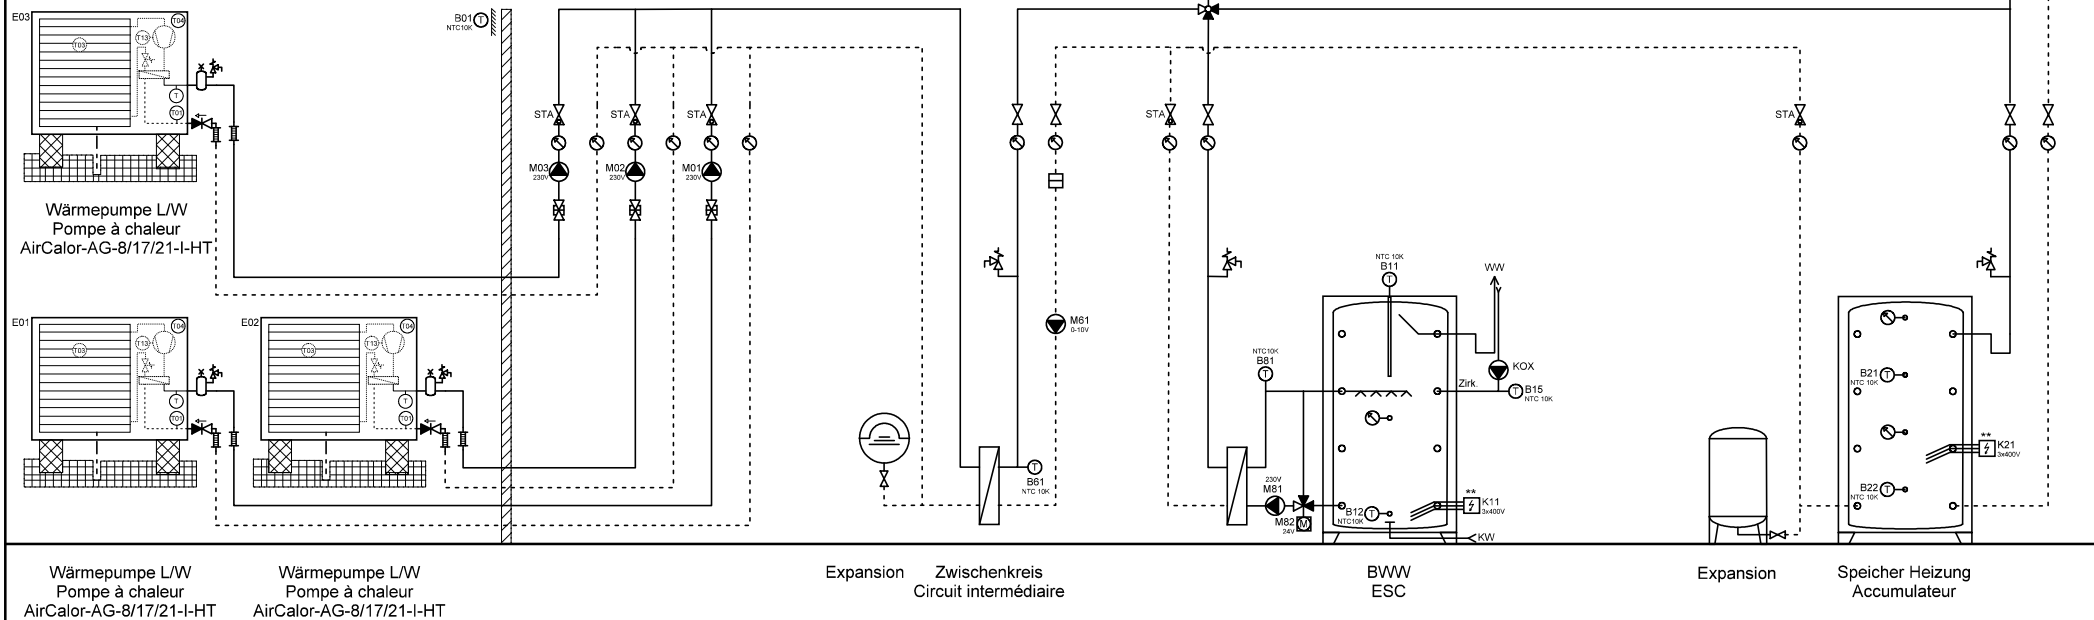 E03
T04
T13
T03
T
T01
B01
T
NTC10K
STA
STA
STA
STA
STA
M03
230V
M02
230V
M01
230V
Wärmepumpe L/W
Pompe à chaleur
AirCalor-AG-8/17/21-I-HT
E01
T04
T13
T03
T
T01
E02
T04
T13
T03
T
T01
M61
0-10V
T
B61
NTC 10K
NTC10K
B81
T
230V
M81
M82
24V
M
NTC 10K
B11
T
WW
KOX
Zirk.
T
B15
NTC 10K
B12
T
NTC10K
**
K11
3x400V
KW
B21
T
NTC 10K
**
K21
3x400V
B22
T
NTC 10K
Wärmepumpe L/W
Pompe à chaleur
AirCalor-AG-8/17/21-I-HT
Wärmepumpe L/W
Pompe à chaleur
AirCalor-AG-8/17/21-I-HT
Expansion
Zwischenkreis
Circuit intermédiaire
BWW
ESC
Expansion
Speicher Heizung
Accumulateur